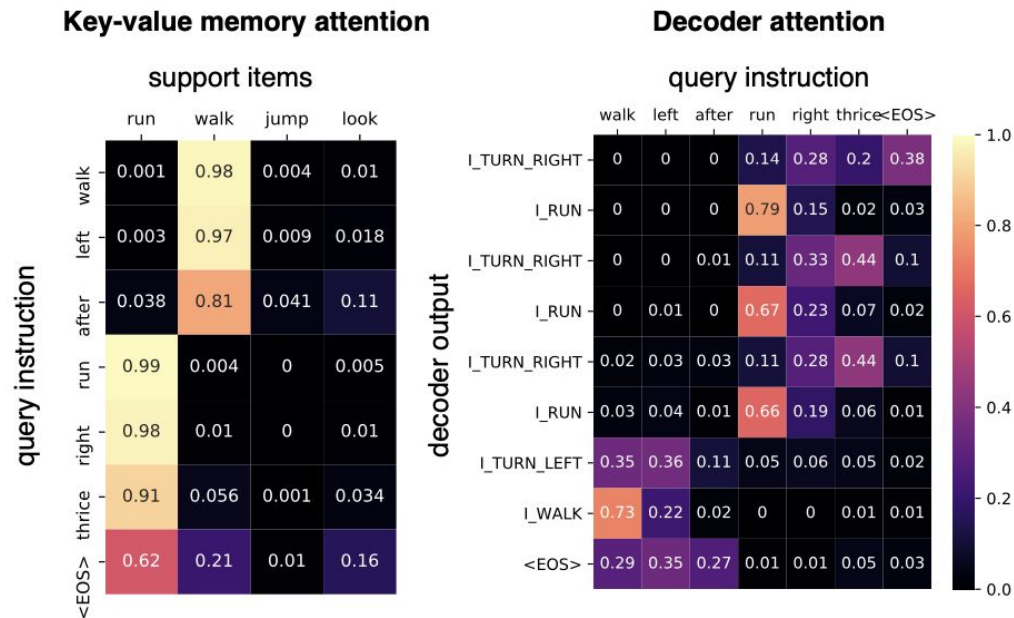 Key-value memory attention
support items
run walk jump look
query instruction
walk 0.001 0.98 0.004 0.01
left 0.003 0.97 0.009 0.018
after 0.038 0.81 0.041 0.11
run 0.99 0.004 0 0.005
right 0.98 0.01 0 0.01
thrice 0.91 0.056 0.001 0.034
<EOS> 0.62 0.21 0.01 0.16
Decoder attention
query instruction
walk left after run right thrice <EOS>
decoder output
I_TURN_RIGHT 0 0 0 0.14 0.28 0.2 0.38
I_RUN 0 0 0 0.79 0.15 0.02 0.03
I_TURN_RIGHT 0 0 0.01 0.11 0.33 0.44 0.1
I_RUN 0 0.01 0 0.67 0.23 0.07 0.02
I_TURN_RIGHT 0.02 0.03 0.03 0.11 0.28 0.44 0.1
I_RUN 0.03 0.04 0.01 0.66 0.19 0.06 0.01
I_TURN_LEFT 0.35 0.36 0.11 0.05 0.06 0.05 0.02
I_WALK 0.73 0.22 0.02 0 0 0.01 0.01
<EOS> 0.29 0.35 0.27 0.01 0.01 0.05 0.03
1.0
0.8
0.6
0.4
0.2
0.0